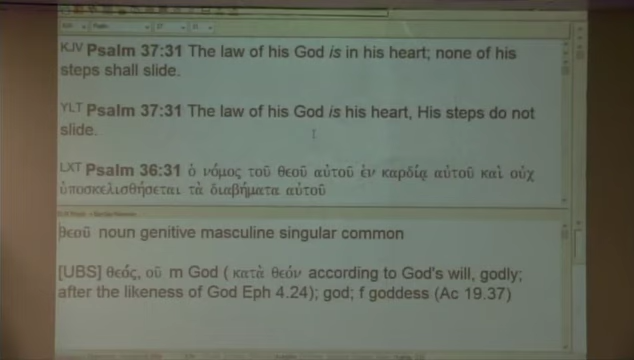 KJV Psalm 37:31 The law of his God is in his heart; none of his
steps shall slide.
YLT Psalm 37:31 The law of his God is his heart, His steps do not
slide.
LXT Psalm 36:31 ὁ νόμος τοῦ θεοῦ αὐτοῦ ἐν καρδίᾳ αὐτοῦ καὶ οὐχ
ὑποσκελισθήσεται τὰ διαβήματα αὐτοῦ
θεοῦ noun genitive masculine singular common
[UBS] θεός, οῦ m God ( κατὰ θεόν according to God's will, godly;
after the likeness of God Eph 4.24); god; f goddess (Ac 19.37)